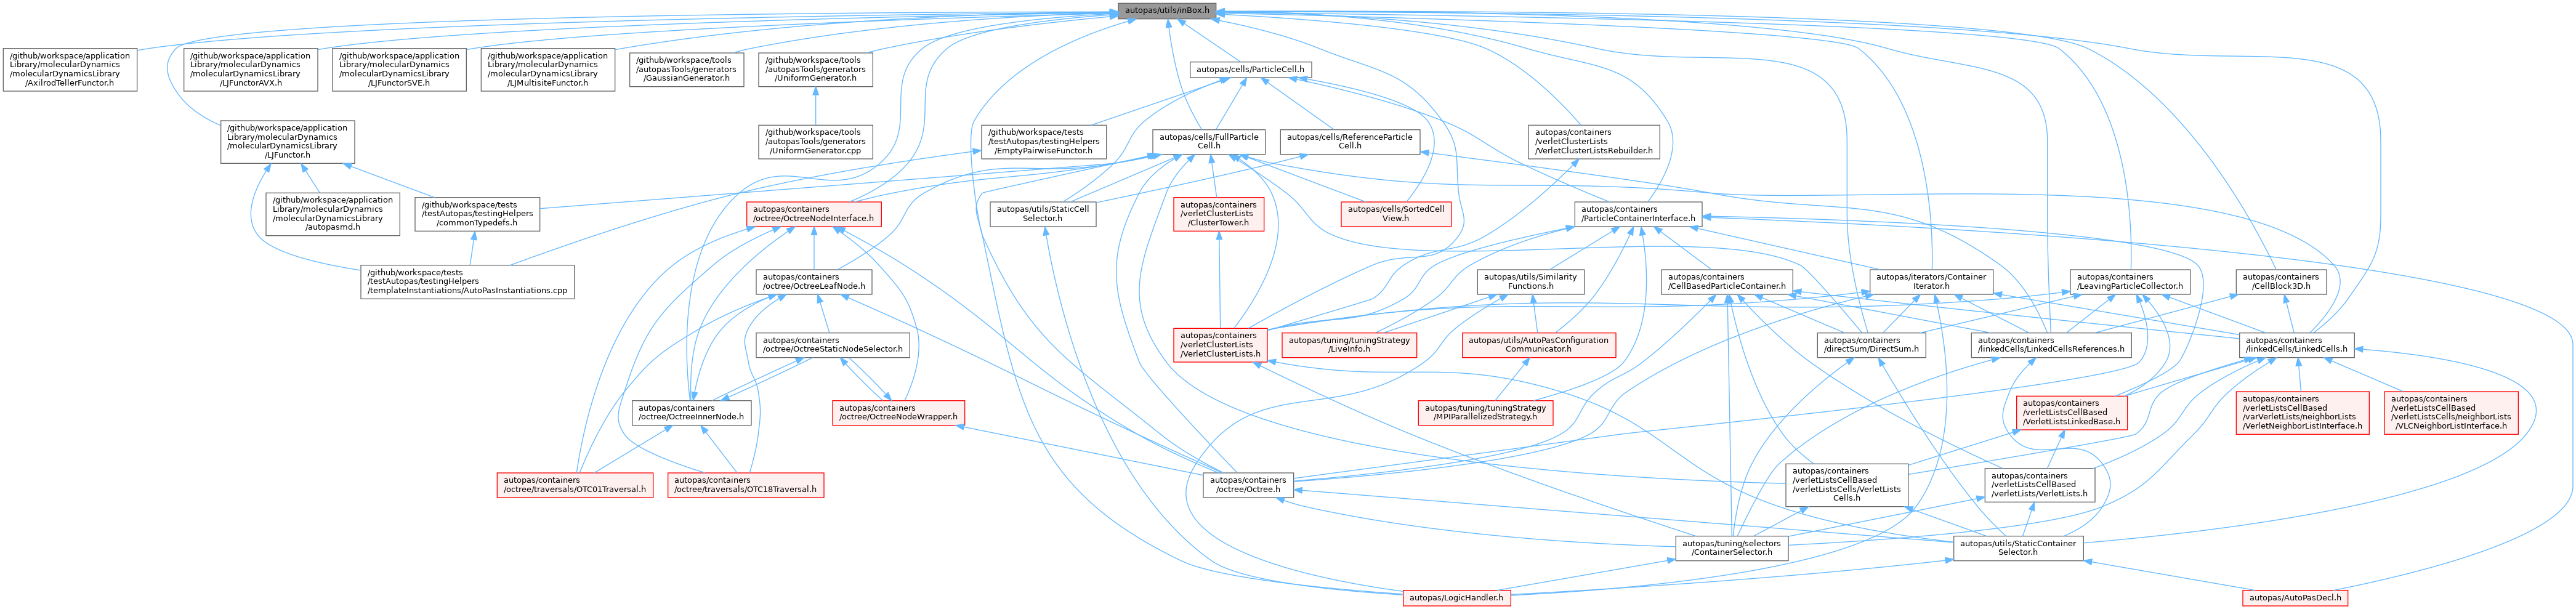 autopas/utils/inBox.h
/github/workspace/application
Library/molecularDynamics
/molecularDynamicsLibrary
/AxilrodTellerFunctor.h
/github/workspace/application
Library/molecularDynamics
/molecularDynamicsLibrary
/LJFunctorAVX.h
/github/workspace/application
Library/molecularDynamics
/molecularDynamicsLibrary
/LJFunctorSVE.h
/github/workspace/application
Library/molecularDynamics
/molecularDynamicsLibrary
/LJMultisiteFunctor.h
/github/workspace/tools
/autopasTools/generators
/GaussianGenerator.h
/github/workspace/tools
/autopasTools/generators
/UniformGenerator.h
autopas/cells/ParticleCell.h
/github/workspace/application
Library/molecularDynamics
/molecularDynamicsLibrary
/LJFunctor.h
/github/workspace/tools
/autopasTools/generators
/UniformGenerator.cpp
/github/workspace/tests
/testAutopas/testingHelpers
/EmptyPairwiseFunctor.h
autopas/cells/FullParticle
Cell.h
autopas/cells/ReferenceParticle
Cell.h
autopas/containers
/verletClusterLists
/VerletClusterListsRebuilder.h
/github/workspace/application
Library/molecularDynamics
/molecularDynamicsLibrary
/autopasmd.h
/github/workspace/tests
/testAutopas/testingHelpers
/commonTypedefs.h
autopas/containers
/octree/OctreeNodeInterface.h
autopas/utils/StaticCell
Selector.h
autopas/containers
/verletClusterLists
/ClusterTower.h
autopas/cells/SortedCell
View.h
autopas/containers
/ParticleContainerInterface.h
/github/workspace/tests
/testAutopas/testingHelpers
/templateInstantiations/AutoPasInstantiations.cpp
autopas/containers
/octree/OctreeLeafNode.h
autopas/utils/Similarity
Functions.h
autopas/containers
/CellBasedParticleContainer.h
autopas/iterators/Container
Iterator.h
autopas/containers
/LeavingParticleCollector.h
autopas/containers
/CellBlock3D.h
autopas/containers
/octree/OctreeStaticNodeSelector.h
autopas/containers
/verletClusterLists
/VerletClusterLists.h
autopas/tuning/tuningStrategy
/LiveInfo.h
autopas/utils/AutoPasConfiguration
Communicator.h
autopas/containers
/directSum/DirectSum.h
autopas/containers
/linkedCells/LinkedCellsReferences.h
autopas/containers
/linkedCells/LinkedCells.h
autopas/containers
/octree/OctreeInnerNode.h
autopas/containers
/octree/OctreeNodeWrapper.h
autopas/tuning/tuningStrategy
/MPIParallelizedStrategy.h
autopas/containers
/verletListsCellBased
/VerletListsLinkedBase.h
autopas/containers
/verletListsCellBased
/varVerletLists/neighborLists
/VerletNeighborListInterface.h
autopas/containers
/verletListsCellBased
/verletListsCells/neighborLists
/VLCNeighborListInterface.h
autopas/containers
/octree/traversals/OTC01Traversal.h
autopas/containers
/octree/traversals/OTC18Traversal.h
autopas/containers
/octree/Octree.h
autopas/containers
/verletListsCellBased
/verletListsCells/VerletLists
Cells.h
autopas/containers
/verletListsCellBased
/verletLists/VerletLists.h
autopas/tuning/selectors
/ContainerSelector.h
autopas/utils/StaticContainer
Selector.h
autopas/LogicHandler.h
autopas/AutoPasDecl.h